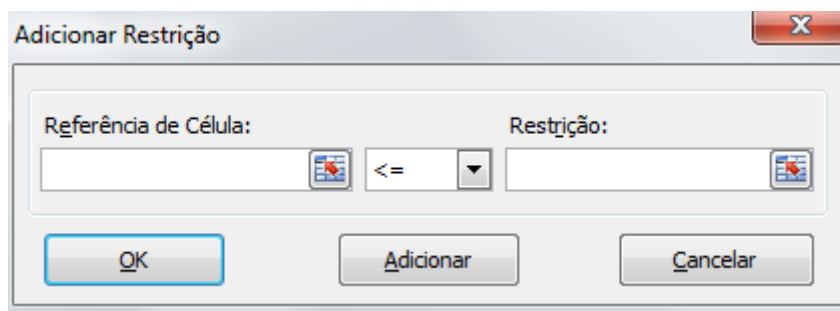 Adicionar Restrição
Referência de Célula:
Restrição:
<=
OK
Adicionar
Cancelar